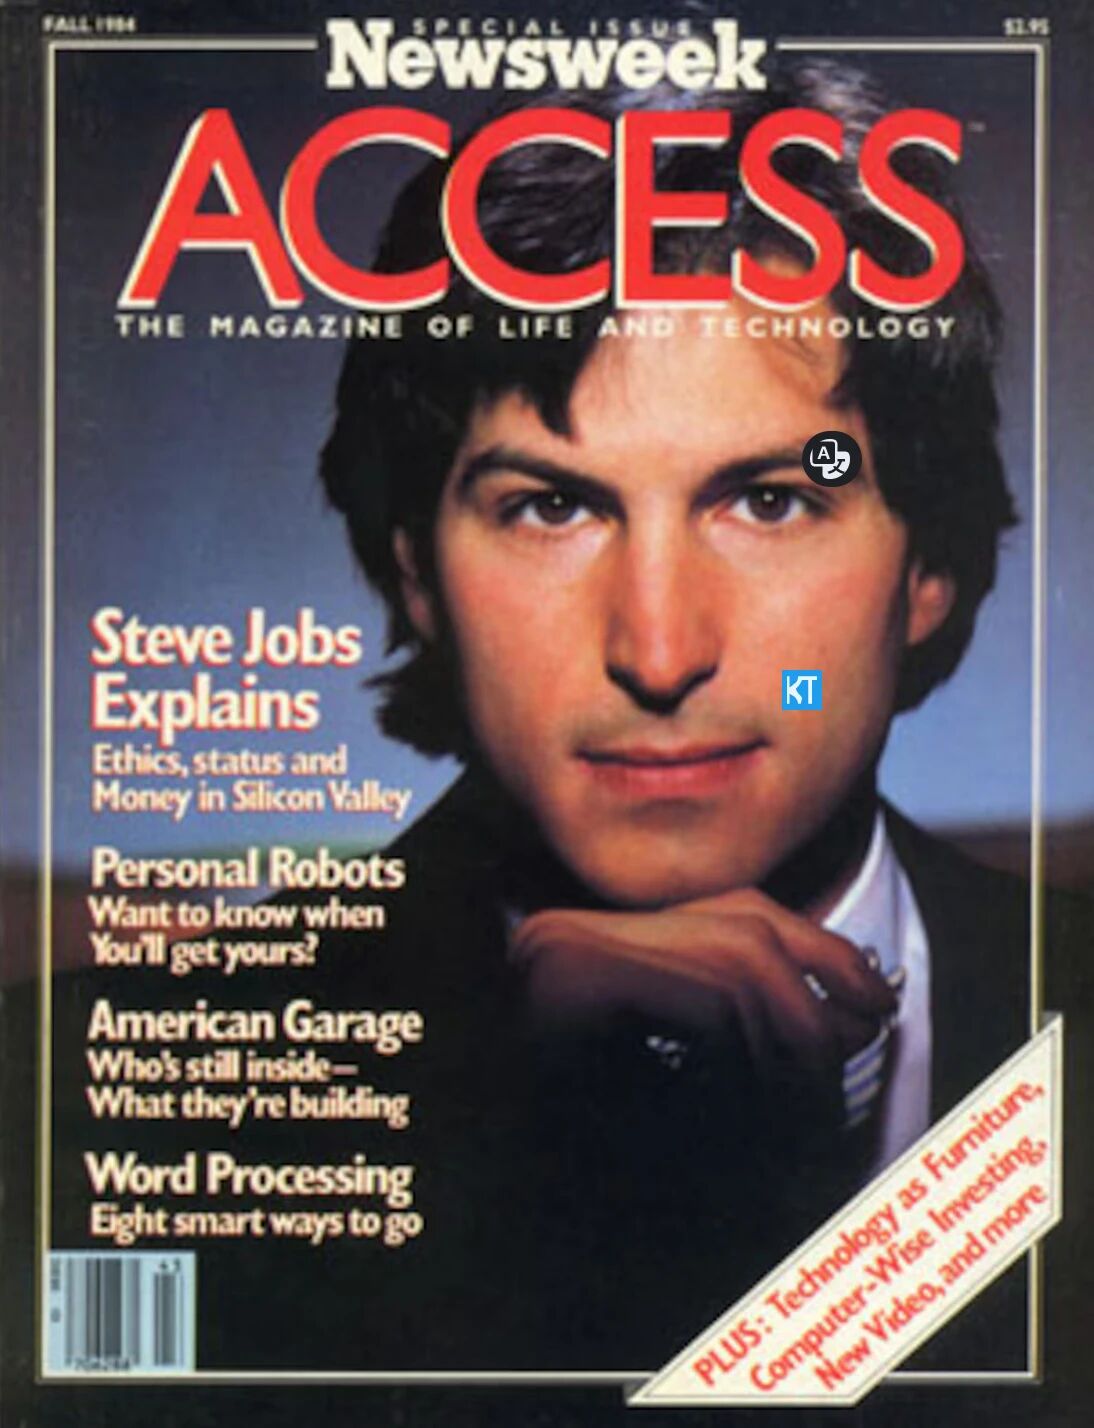 FALL 1984
$3.95
SPECIAL ISSUE
Newsweek
ACCESS™
THE MAGAZINE OF LIFE AND TECHNOLOGY
Steve Jobs
Explains
Ethics, status and
Money in Silicon Valley
Personal Robots
Want to know when
You'll get yours?
American Garage
Who's still inside—
What they're building
Word Processing
Eight smart ways to go
KT
A
43
PLUS: Technology as Furniture,
Computer-Wise Investing,
New Video, and more